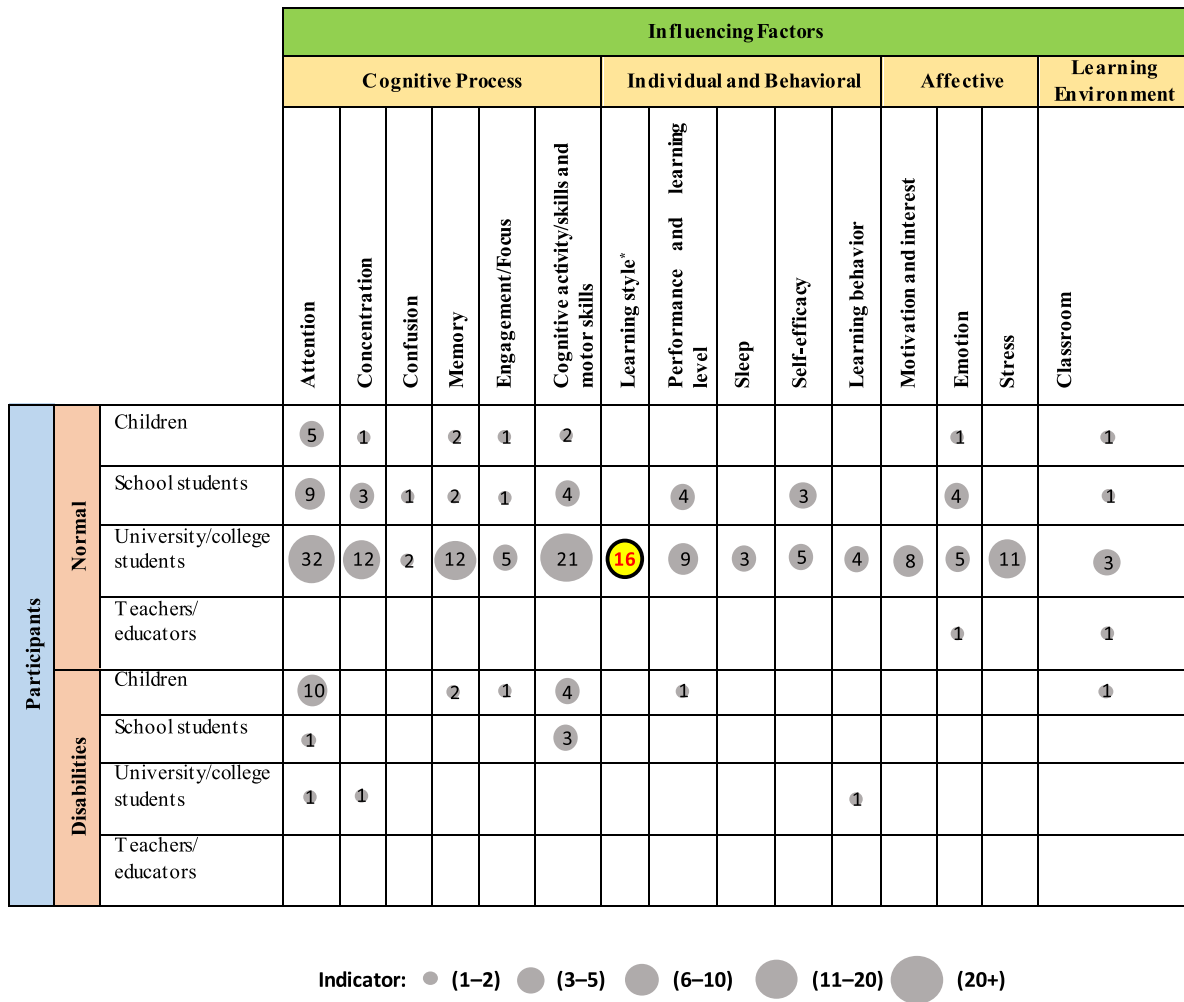 Influencing Factors
Cognitive Process
Individual and Behavioral
Affective
Learning
Environment
Attention
Concentration
Confusion
Memory
Engagement/Focus
Cognitive activity/skills and
motor skills
Learning style*
Performance and learning
level
Sleep
Self-efficacy
Learning behavior
Motivation and interest
Emotion
Stress
Classroom
Participants
Normal
Children
5 1 2 1 2 1 1
School students
9 3 1 2 1 4 4 3 4 1
University/college
students
32 12 2 12 5 21 16 9 3 5 4 8 5 11 3
Teachers/
educators
1 1
Disabilities
Children
10 2 1 4 1 1
School students
1 3
University/college
students
1 1 1
Teachers/
educators
Indicator: (1–2) (3–5) (6–10) (11–20) (20+)